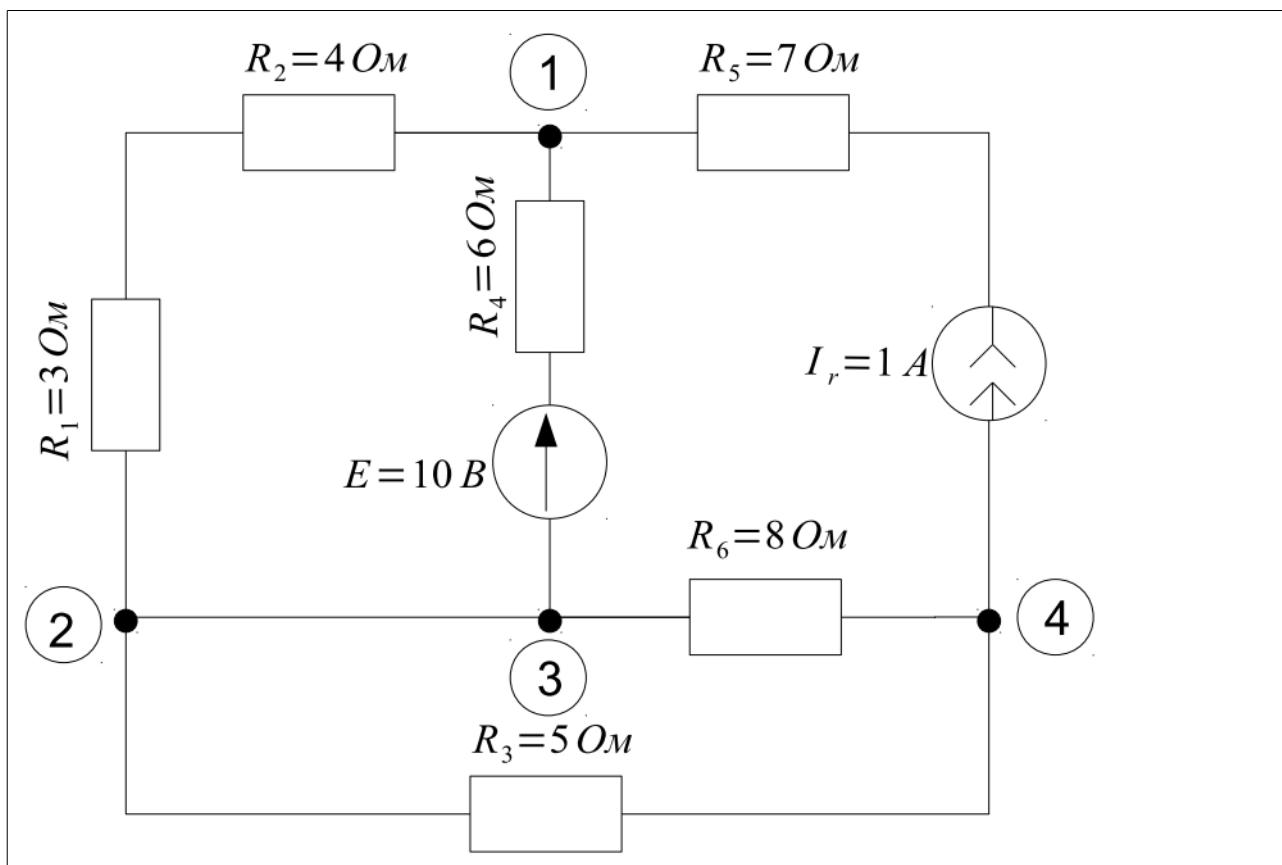 R₂=4 Ом
1
R₅=7 Ом
R₄=6 Ом
R₁=3 Ом
Iᵣ=1 А
E=10 В
R₆=8 Ом
2
3
4
R₃=5 Ом